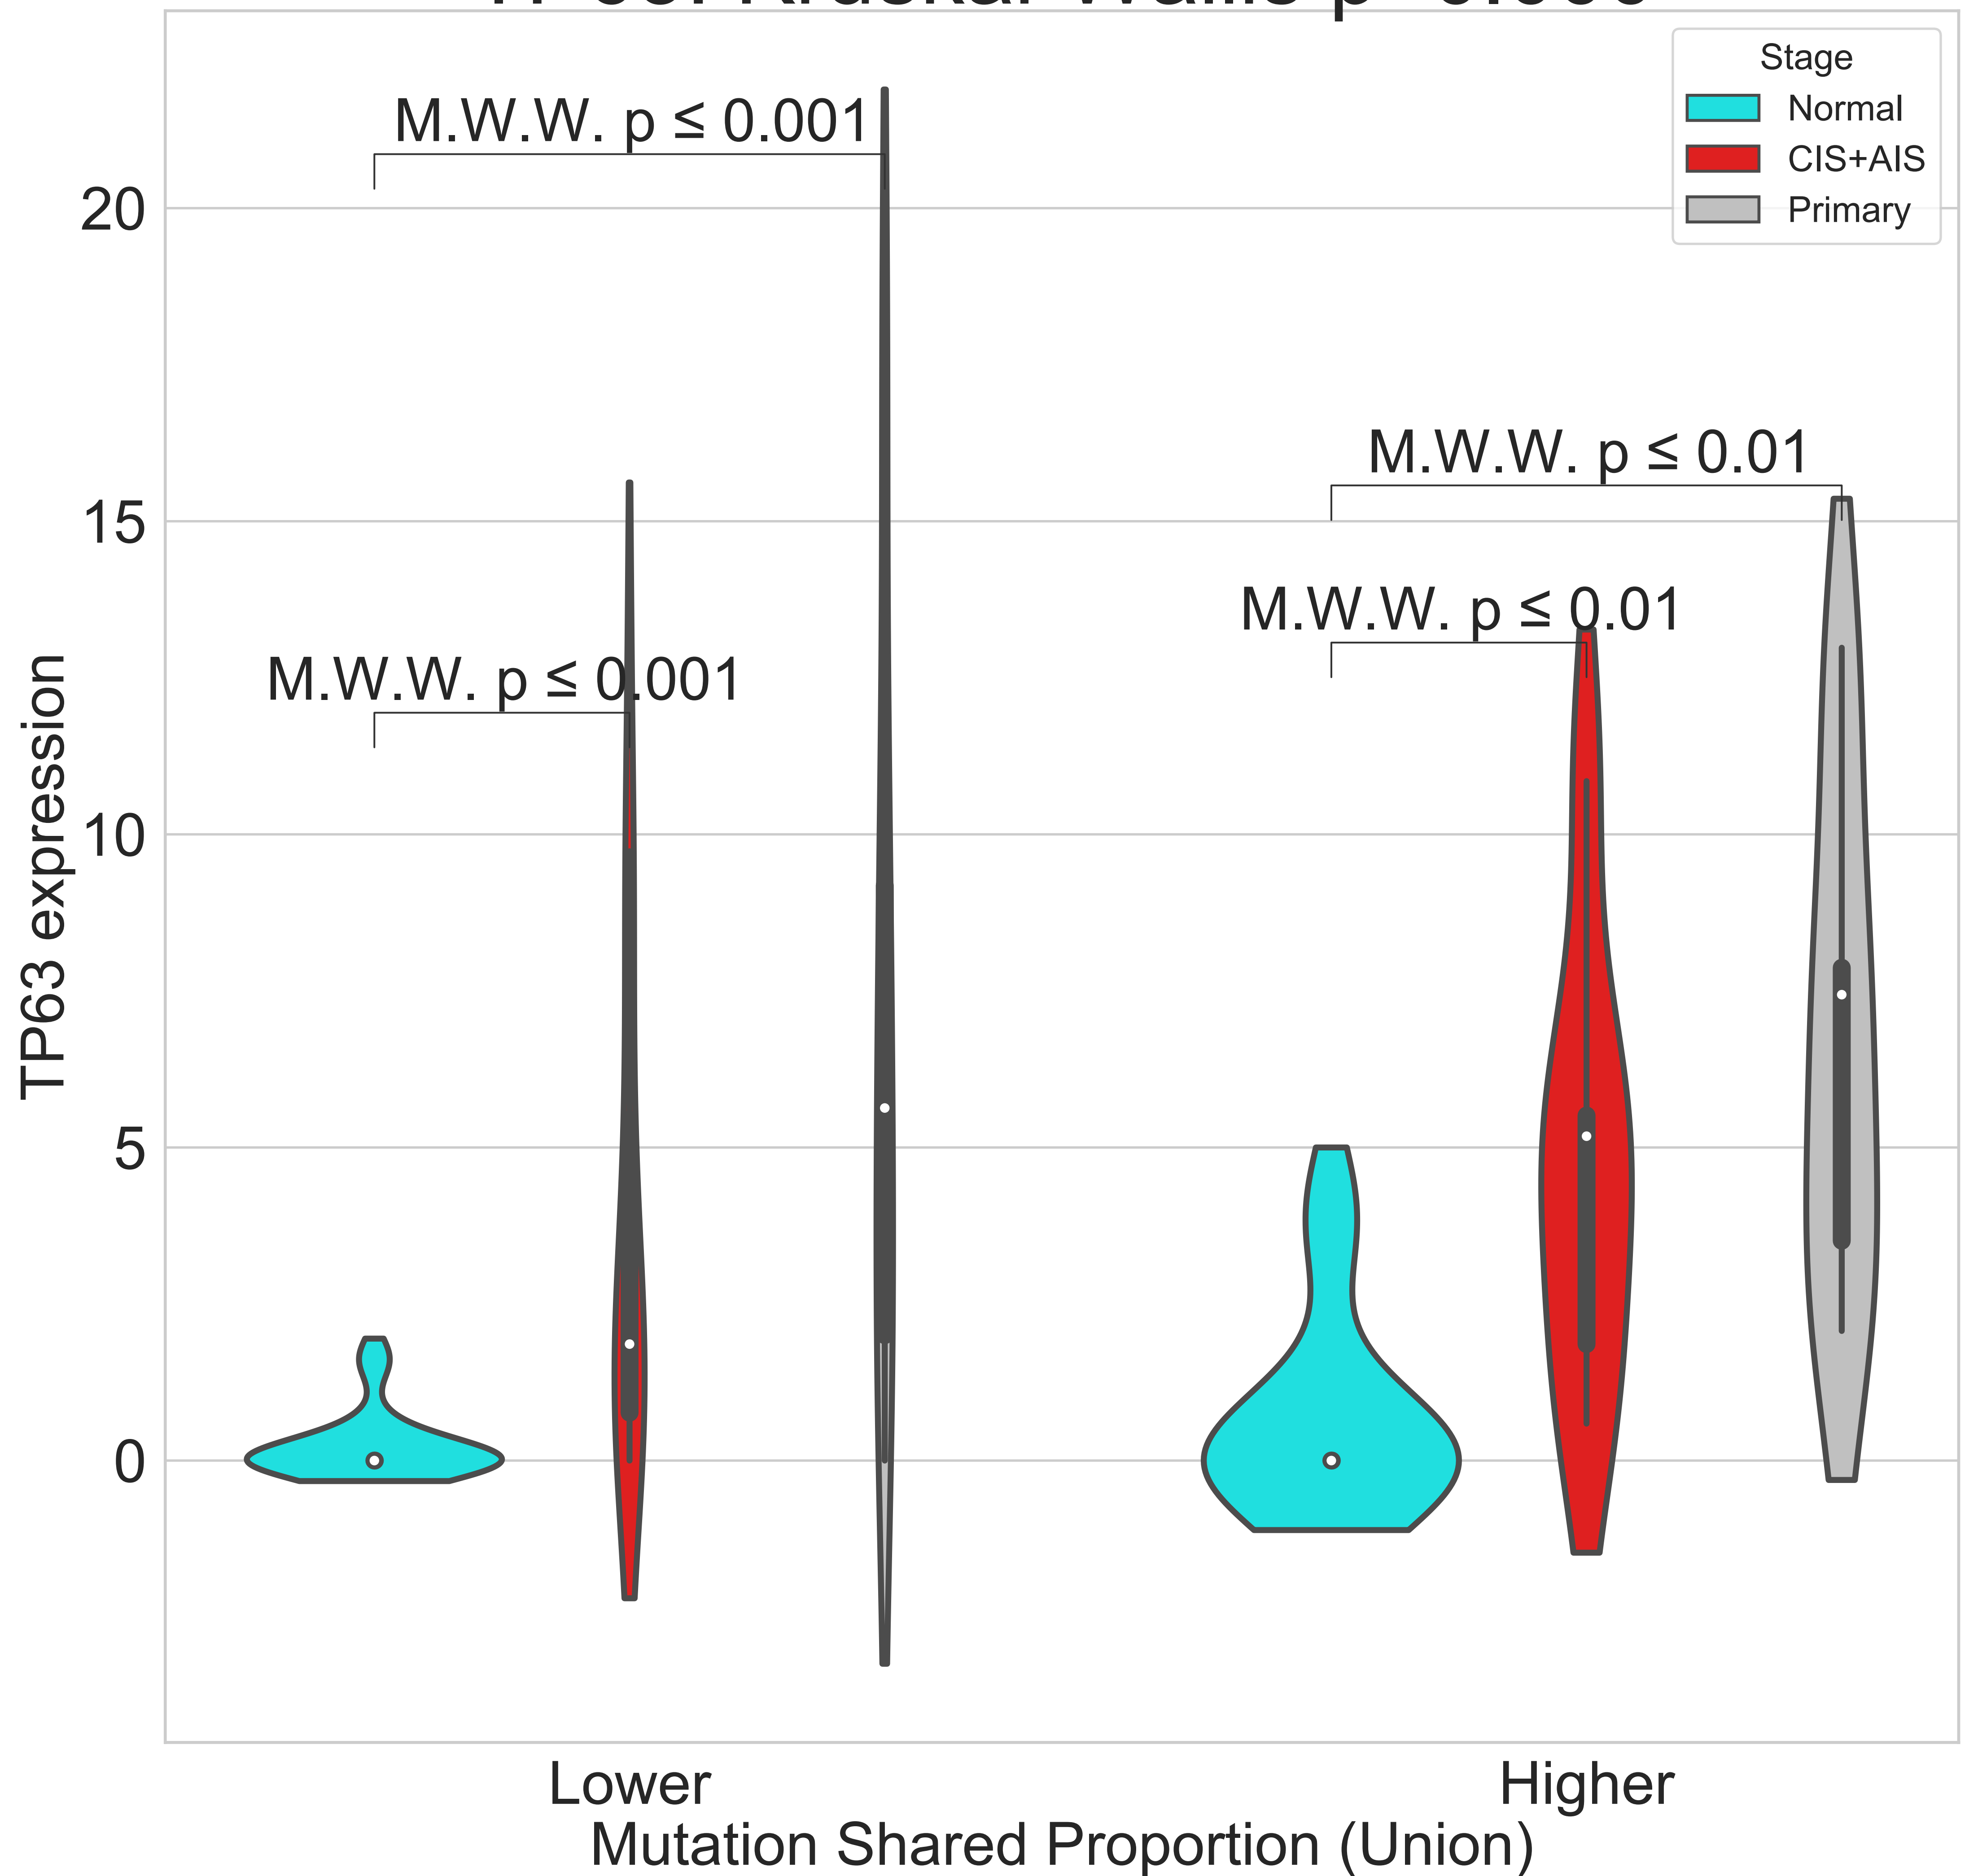 Stage
Normal
CIS+AIS
Primary
M.W.W. p ≤ 0.001
M.W.W. p ≤ 0.01
M.W.W. p ≤ 0.01
M.W.W. p ≤ 0.001
20
15
10
5
0
TP63 expression
Lower
Higher
Mutation Shared Proportion (Union)